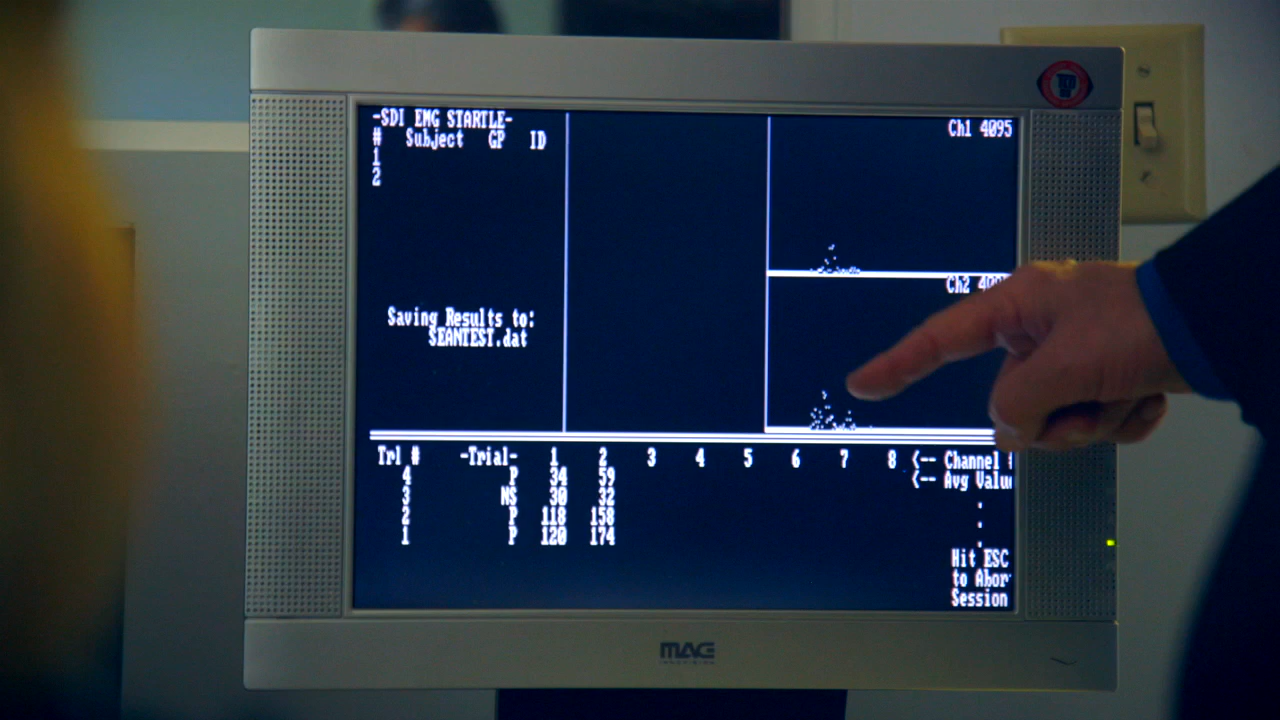 -SDI EMG STARTLE-
# Subject GP ID
1
2
Saving Results to:
SEANTEST.dat
Ch1 4095
Ch2
Trl # -Trial- 1 2 3 4 5 6 7 8 <-- Channel #
4 P 34 59 <-- Avg Valu
3 NS 30 32 .
2 P 118 158 .
1 P 120 174 .
Hit ESC
to Abor
Session
MAG
INNOVISION